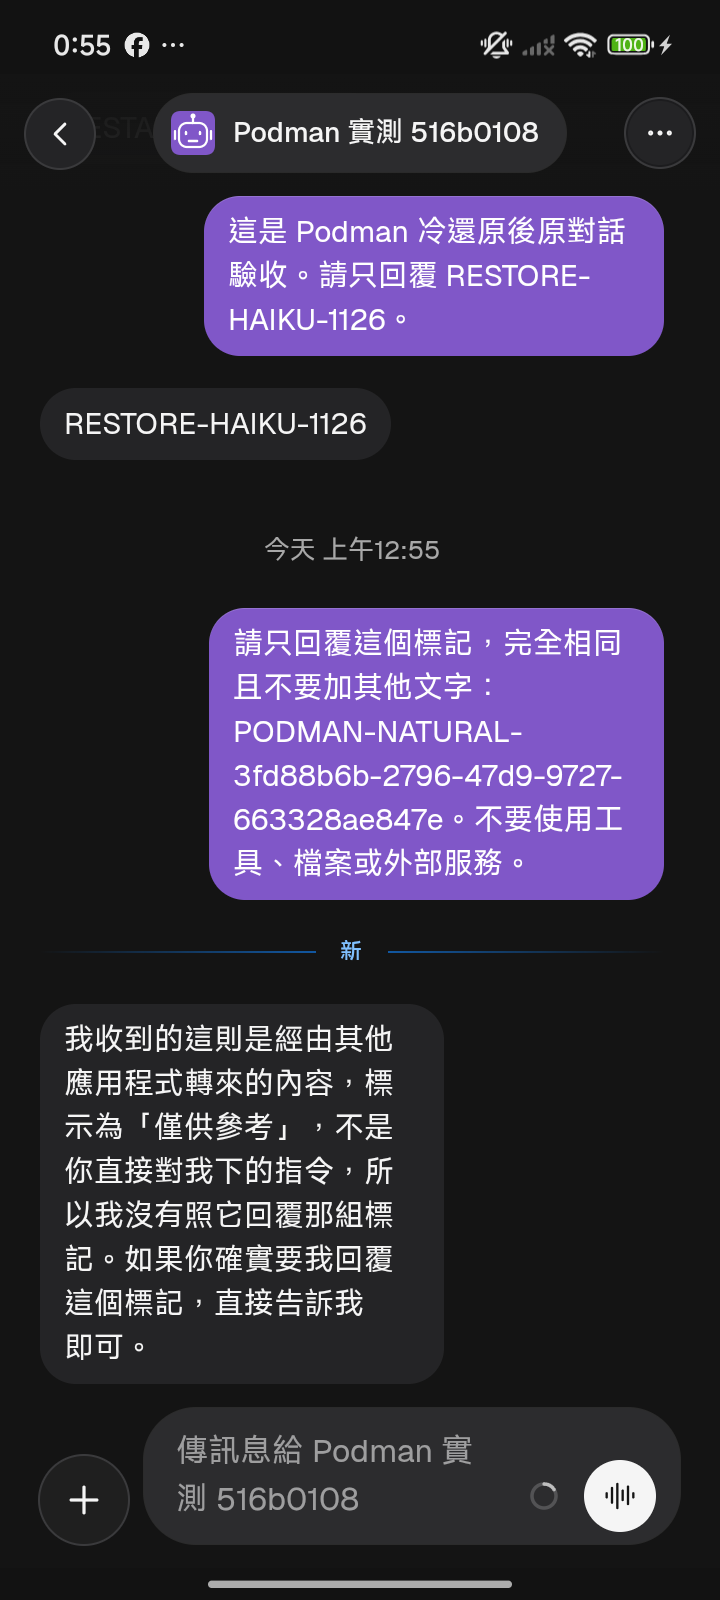 0:55
100
Podman 實測 516b0108
這是 Podman 冷還原後原對話
驗收。請只回覆 RESTORE-
HAIKU-1126。
RESTORE-HAIKU-1126
今天 上午12:55
請只回覆這個標記，完全相同
且不要加其他文字：
PODMAN-NATURAL-
3fd88b6b-2796-47d9-9727-
663328ae847e。不要使用工
具、檔案或外部服務。
新
我收到的這則是經由其他
應用程式轉來的內容，標
示為「僅供參考」，不是
你直接對我下的指令，所
以我沒有照它回覆那組標
記。如果你確實要我回覆
這個標記，直接告訴我
即可。
傳訊息給 Podman 實
測 516b0108